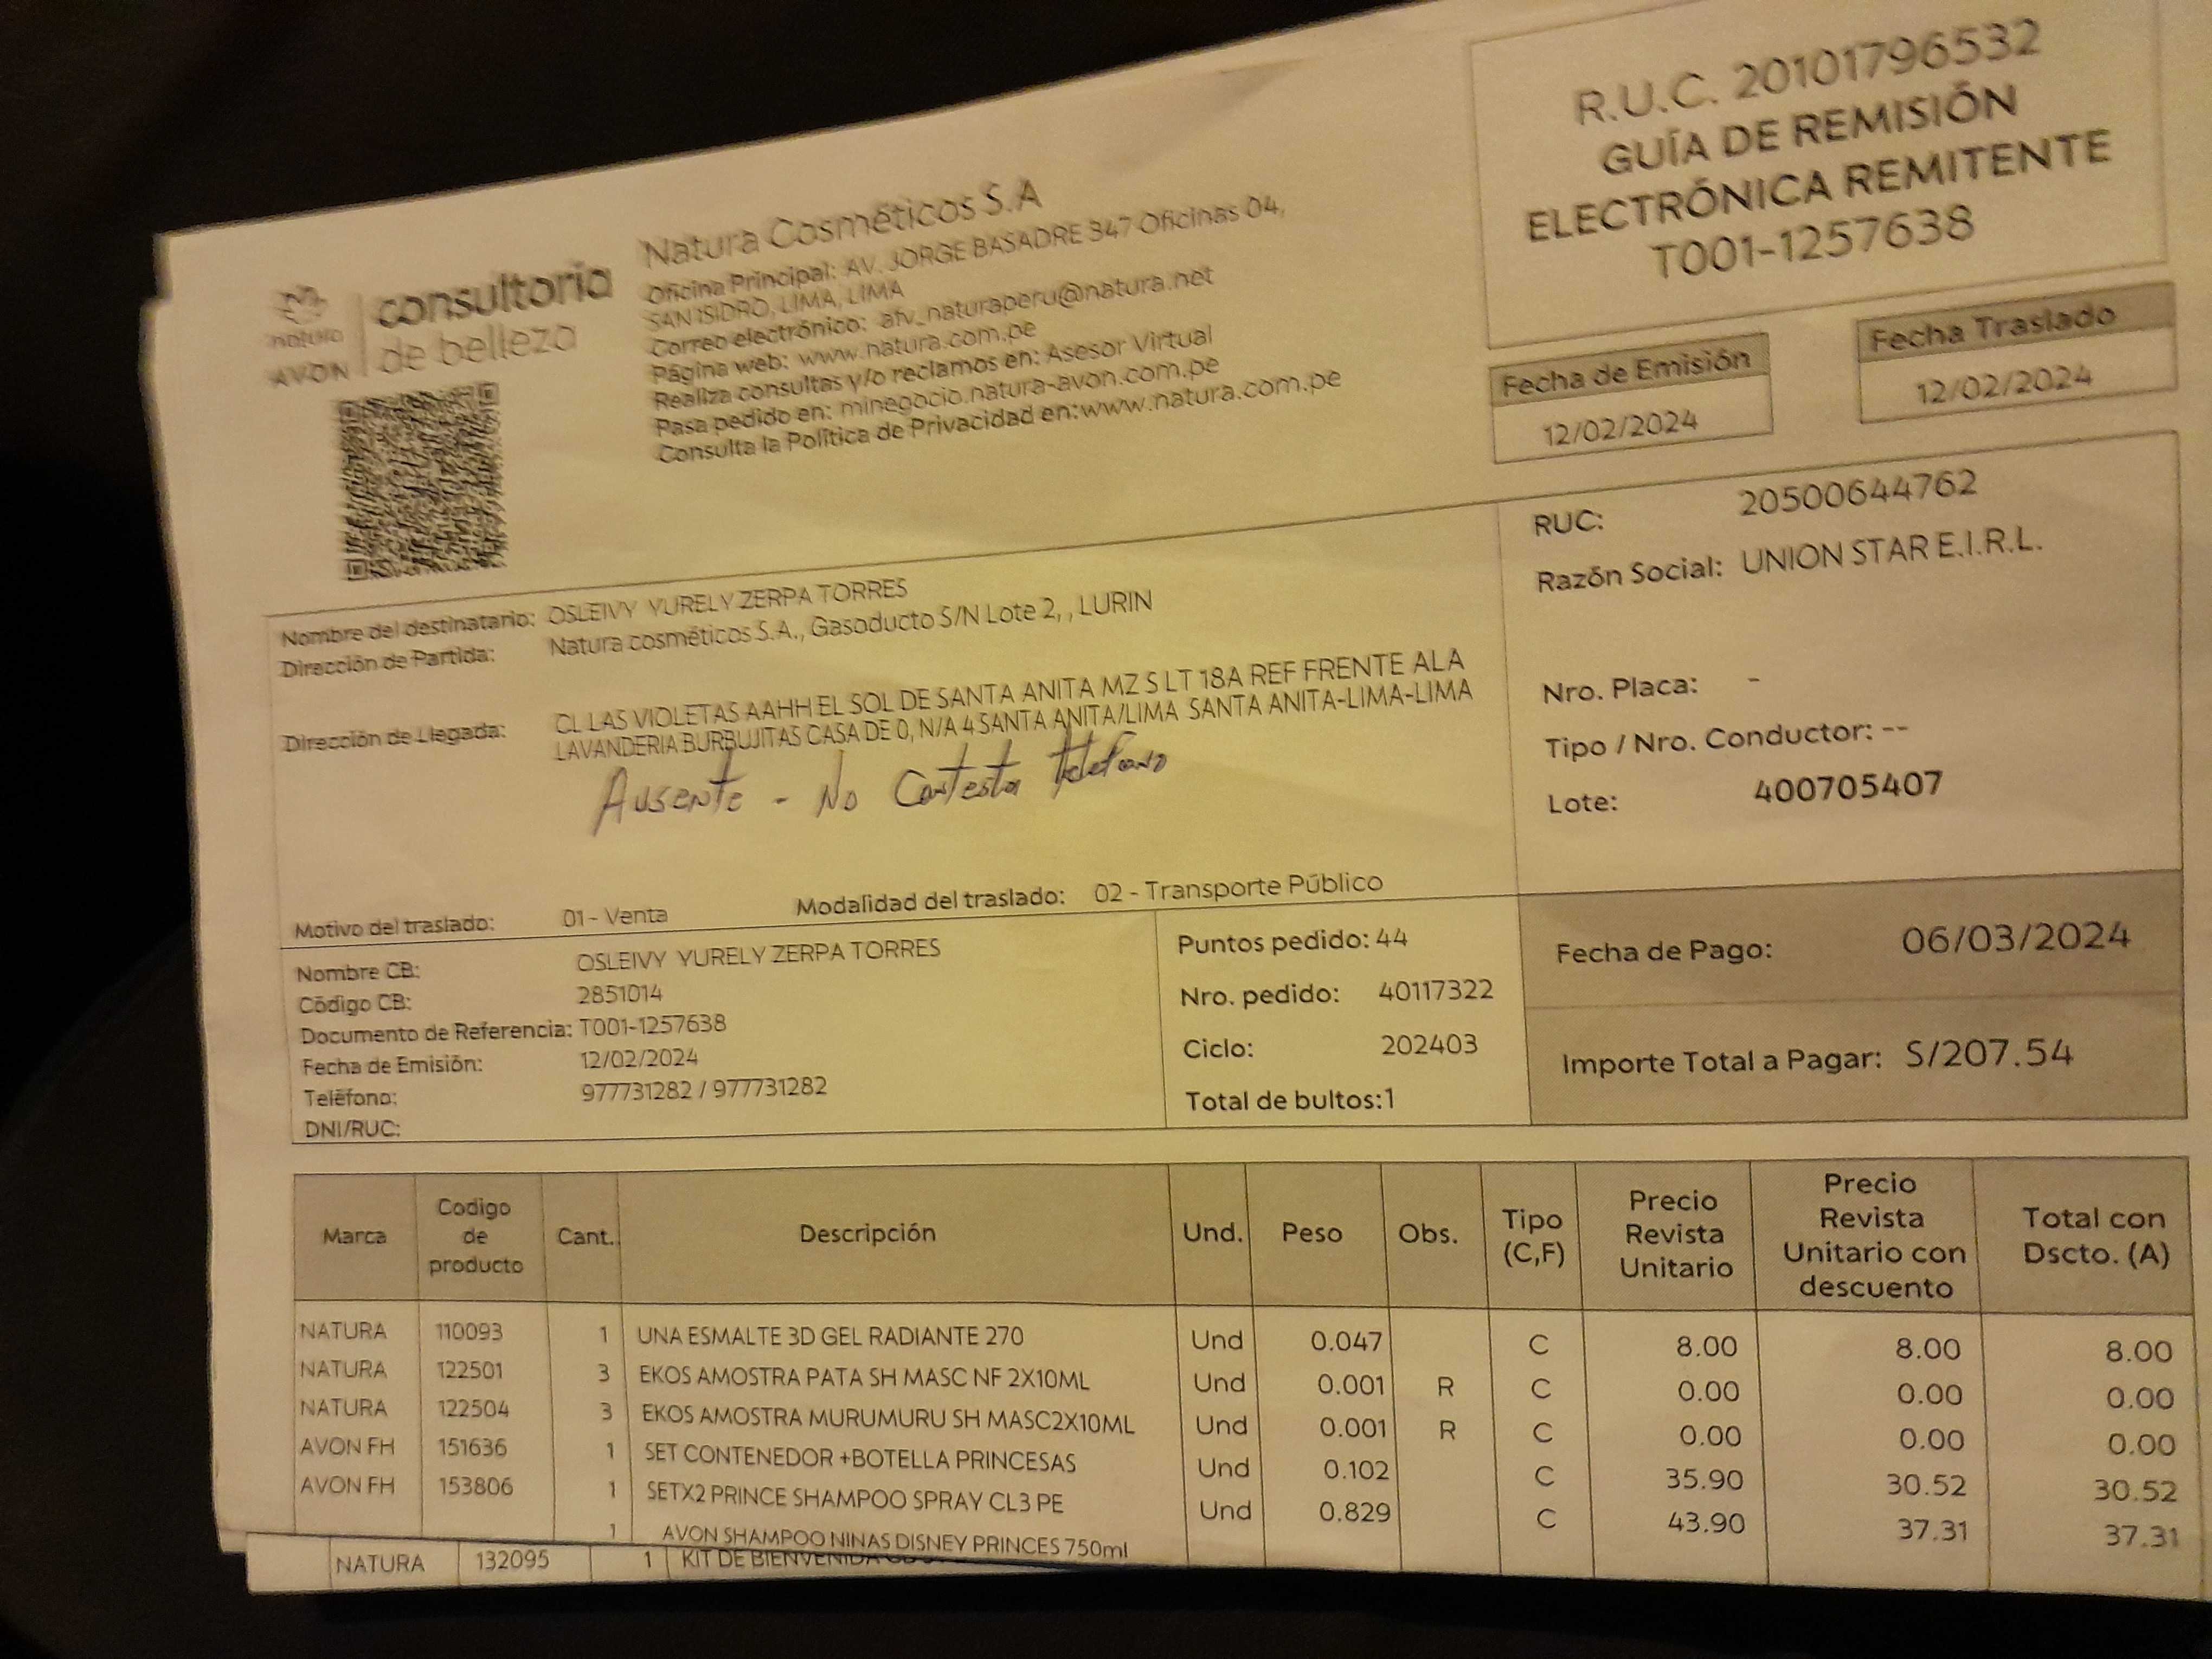 R.U.C. 20101796532
GUÍA DE REMISIÓN
ELECTRÓNICA REMITENTE
T001-1257638
natura
AVON
consultoría
de belleza
Natura Cosméticos S.A
Oficina Principal: AV. JORGE BASADRE 347 Oficinas 04,
SAN ISIDRO, LIMA, LIMA
Correo electrónico: afv_naturaperu@natura.net
Página web: www.natura.com.pe
Realiza consultas y/o reclamos en: Asesor Virtual
Pasa pedido en: minegocio.natura-avon.com.pe
Consulta la Política de Privacidad en:www.natura.com.pe
Fecha de Emisión
12/02/2024
Fecha Traslado
12/02/2024
Nombre del destinatario: OSLEIVY YURELY ZERPA TORRES
Dirección de Partida: Natura cosméticos S.A., Gasoducto S/N Lote 2, , LURIN
Dirección de Llegada: CL LAS VIOLETAS AAHH EL SOL DE SANTA ANITA MZ S LT 18A REF FRENTE ALA
LAVANDERIA BURBUJITAS CASA DE 0, N/A 4 SANTA ANITA/LIMA SANTA ANITA-LIMA-LIMA
Ausente - No Contesta telefono
Motivo del traslado: 01 - Venta Modalidad del traslado: 02 - Transporte Público
RUC: 20500644762
Razón Social: UNION STAR E.I.R.L.
Nro. Placa: -
Tipo / Nro. Conductor: --
Lote: 400705407
Nombre CB: OSLEIVY YURELY ZERPA TORRES
Código CB: 2851014
Documento de Referencia: T001-1257638
Fecha de Emisión: 12/02/2024
Teléfono: 977731282 / 977731282
DNI/RUC:
Puntos pedido: 44
Nro. pedido: 40117322
Ciclo: 202403
Total de bultos:1
Fecha de Pago: 06/03/2024
Importe Total a Pagar: S/207.54
Marca Codigo de producto Cant. Descripción Und. Peso Obs. Tipo (C,F) Precio Revista Unitario Precio Revista Unitario con descuento Total con Dscto. (A)
NATURA 110093 1 UNA ESMALTE 3D GEL RADIANTE 270 Und 0.047 C 8.00 8.00 8.00
NATURA 122501 3 EKOS AMOSTRA PATA SH MASC NF 2X10ML Und 0.001 R C 0.00 0.00 0.00
NATURA 122504 3 EKOS AMOSTRA MURUMURU SH MASC2X10ML Und 0.001 R C 0.00 0.00 0.00
AVON FH 151636 1 SET CONTENEDOR +BOTELLA PRINCESAS Und 0.102 C 35.90 30.52 30.52
AVON FH 153806 1 SETX2 PRINCE SHAMPOO SPRAY CL3 PE Und 0.829 C 43.90 37.31 37.31
1 AVON SHAMPOO NINAS DISNEY PRINCES 750ml
NATURA 132095 1 KIT DE BIENVENIDA